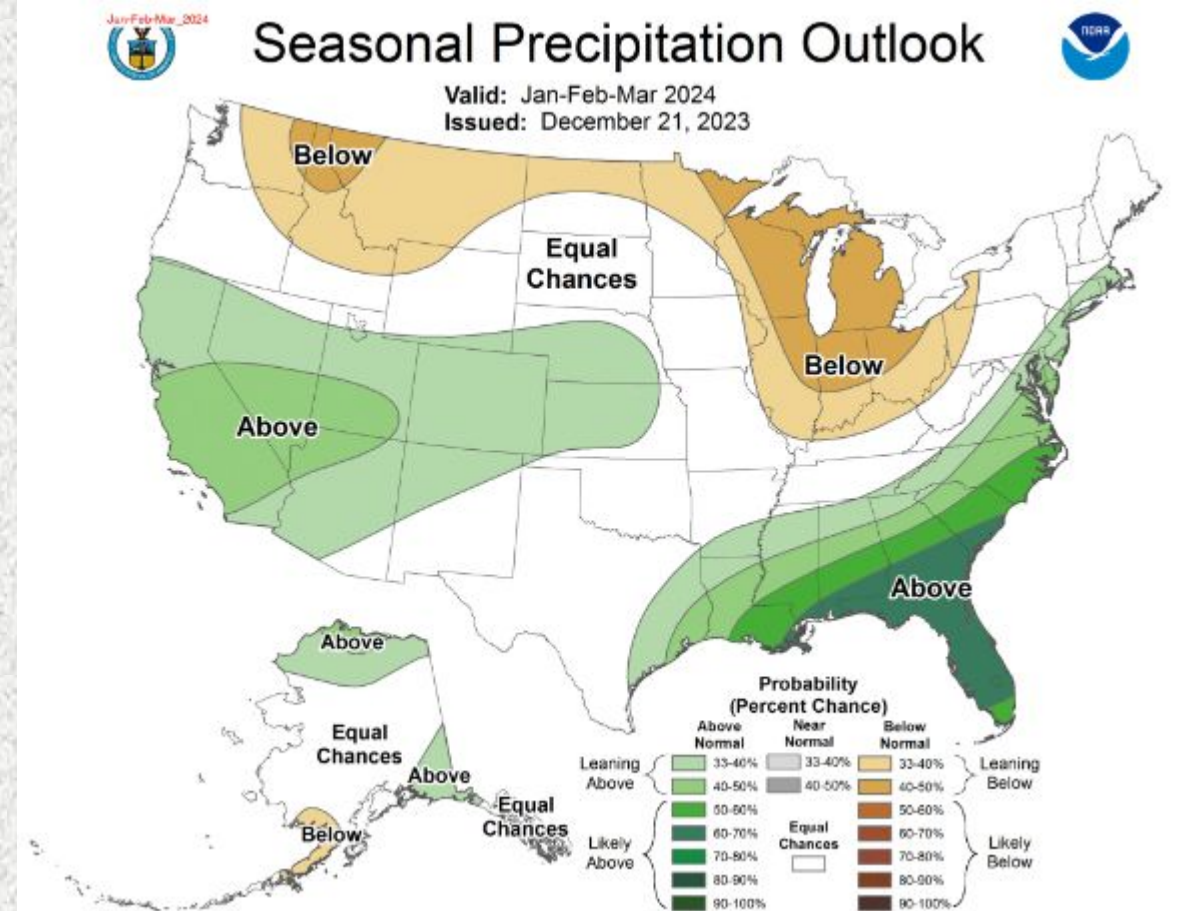 Jan-Feb-Mar_2024
Seasonal Precipitation Outlook
NOAA
Valid: Jan-Feb-Mar 2024
Issued: December 21, 2023
Below
Equal
Chances
Below
Above
Above
Above
Equal
Chances
Above
Equal
Chances
Below
Probability
(Percent Chance)
Above
Normal
Near
Normal
Below
Normal
Leaning
Above
33-40%
40-50%
33-40%
40-50%
33-40%
40-50%
Leaning
Below
Likely
Above
50-60%
60-70%
70-80%
80-90%
90-100%
Equal
Chances
50-60%
60-70%
70-80%
80-90%
90-100%
Likely
Below